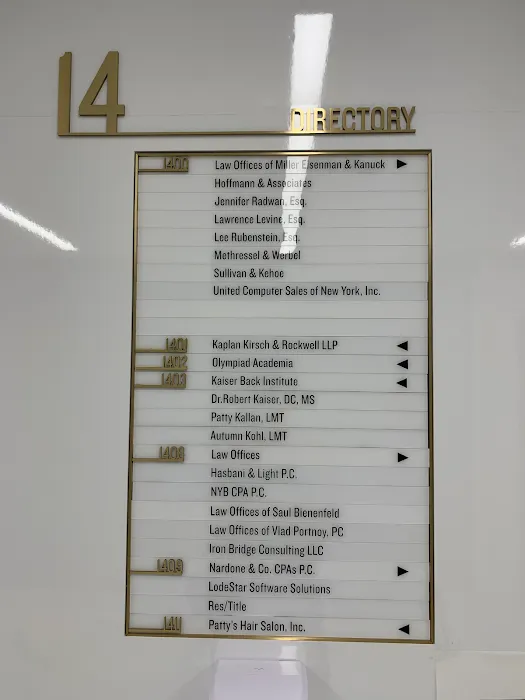 14
DIRECTORY
1400 Law Offices of Miller Eisenman & Kanuck ▶
Hoffmann & Associates
Jennifer Radwan, Esq.
Lawrence Levine, Esq.
Lee Rubenstein, Esq.
Methressel & Werbel
Sullivan & Kehoe
United Computer Sales of New York, Inc.
1401 Kaplan Kirsch & Rockwell LLP ◀
1402 Olympiad Academia ◀
1403 Kaiser Back Institute ◀
Dr.Robert Kaiser, DC, MS
Patty Kallan, LMT
Autumn Kohl, LMT
1408 Law Offices ▶
Hasbani & Light P.C.
NYB CPA P.C.
Law Offices of Saul Bienenfeld
Law Offices of Vlad Portnoy, PC
Iron Bridge Consulting LLC
1409 Nardone & Co. CPAs P.C. ▶
LodeStar Software Solutions
Res/Title
1411 Patty's Hair Salon, Inc. ◀